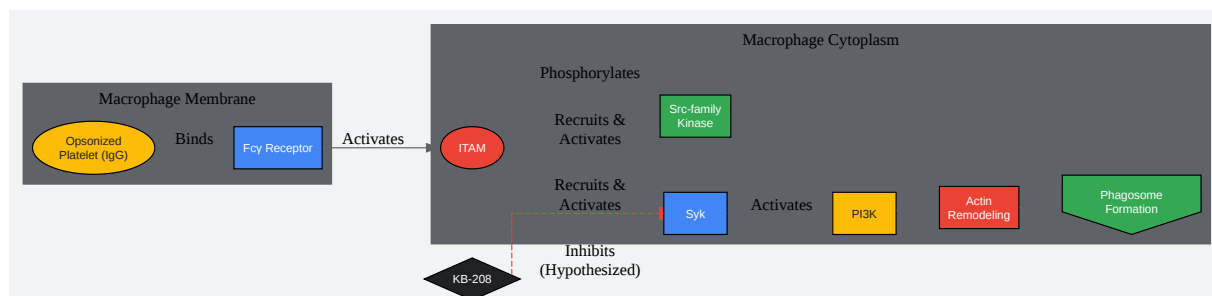 Macrophage Cytoplasm
Phosphorylates
Macrophage Membrane
Src-family
Kinase
Recruits &
Activates
Opsonized
Platelet (IgG)
Binds
Fcγ Receptor
Activates
ITAM
Recruits &
Activates
Syk
Activates
PI3K
Actin
Remodeling
Phagosome
Formation
Inhibits
(Hypothesized)
KB-208